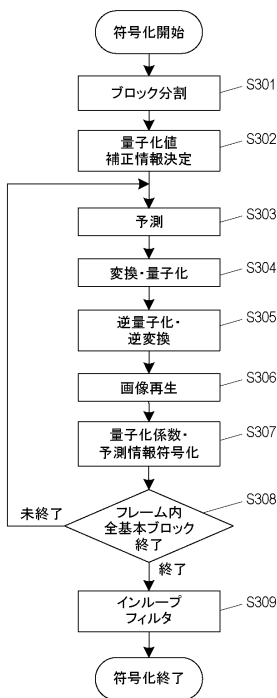 符号化開始
ブロック分割
S301
量子化値
補正情報決定
S302
予測
S303
変換・量子化
S304
逆量子化・
逆変換
S305
画像再生
S306
量子化係数・
予測情報符号化
S307
フレーム内
全基本ブロック
終了
S308
未終了
終了
インループ
フィルタ
S309
符号化終了